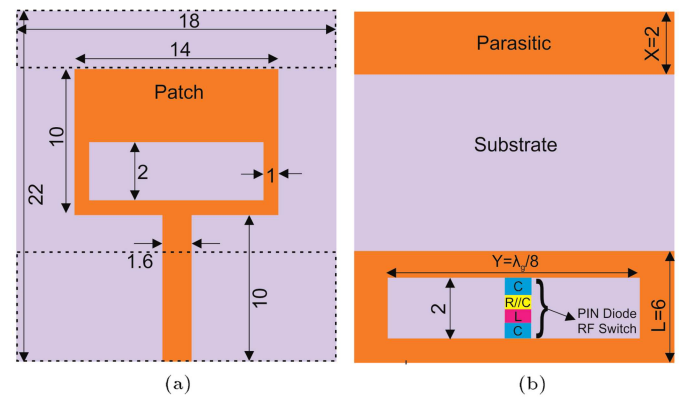 18
14
Patch
10
2
1
22
1.6
10
(a)
Parasitic
X=2
Substrate
Y=λg/8
2
C
R//C
L
C
PIN Diode
RF Switch
L=6
(b)